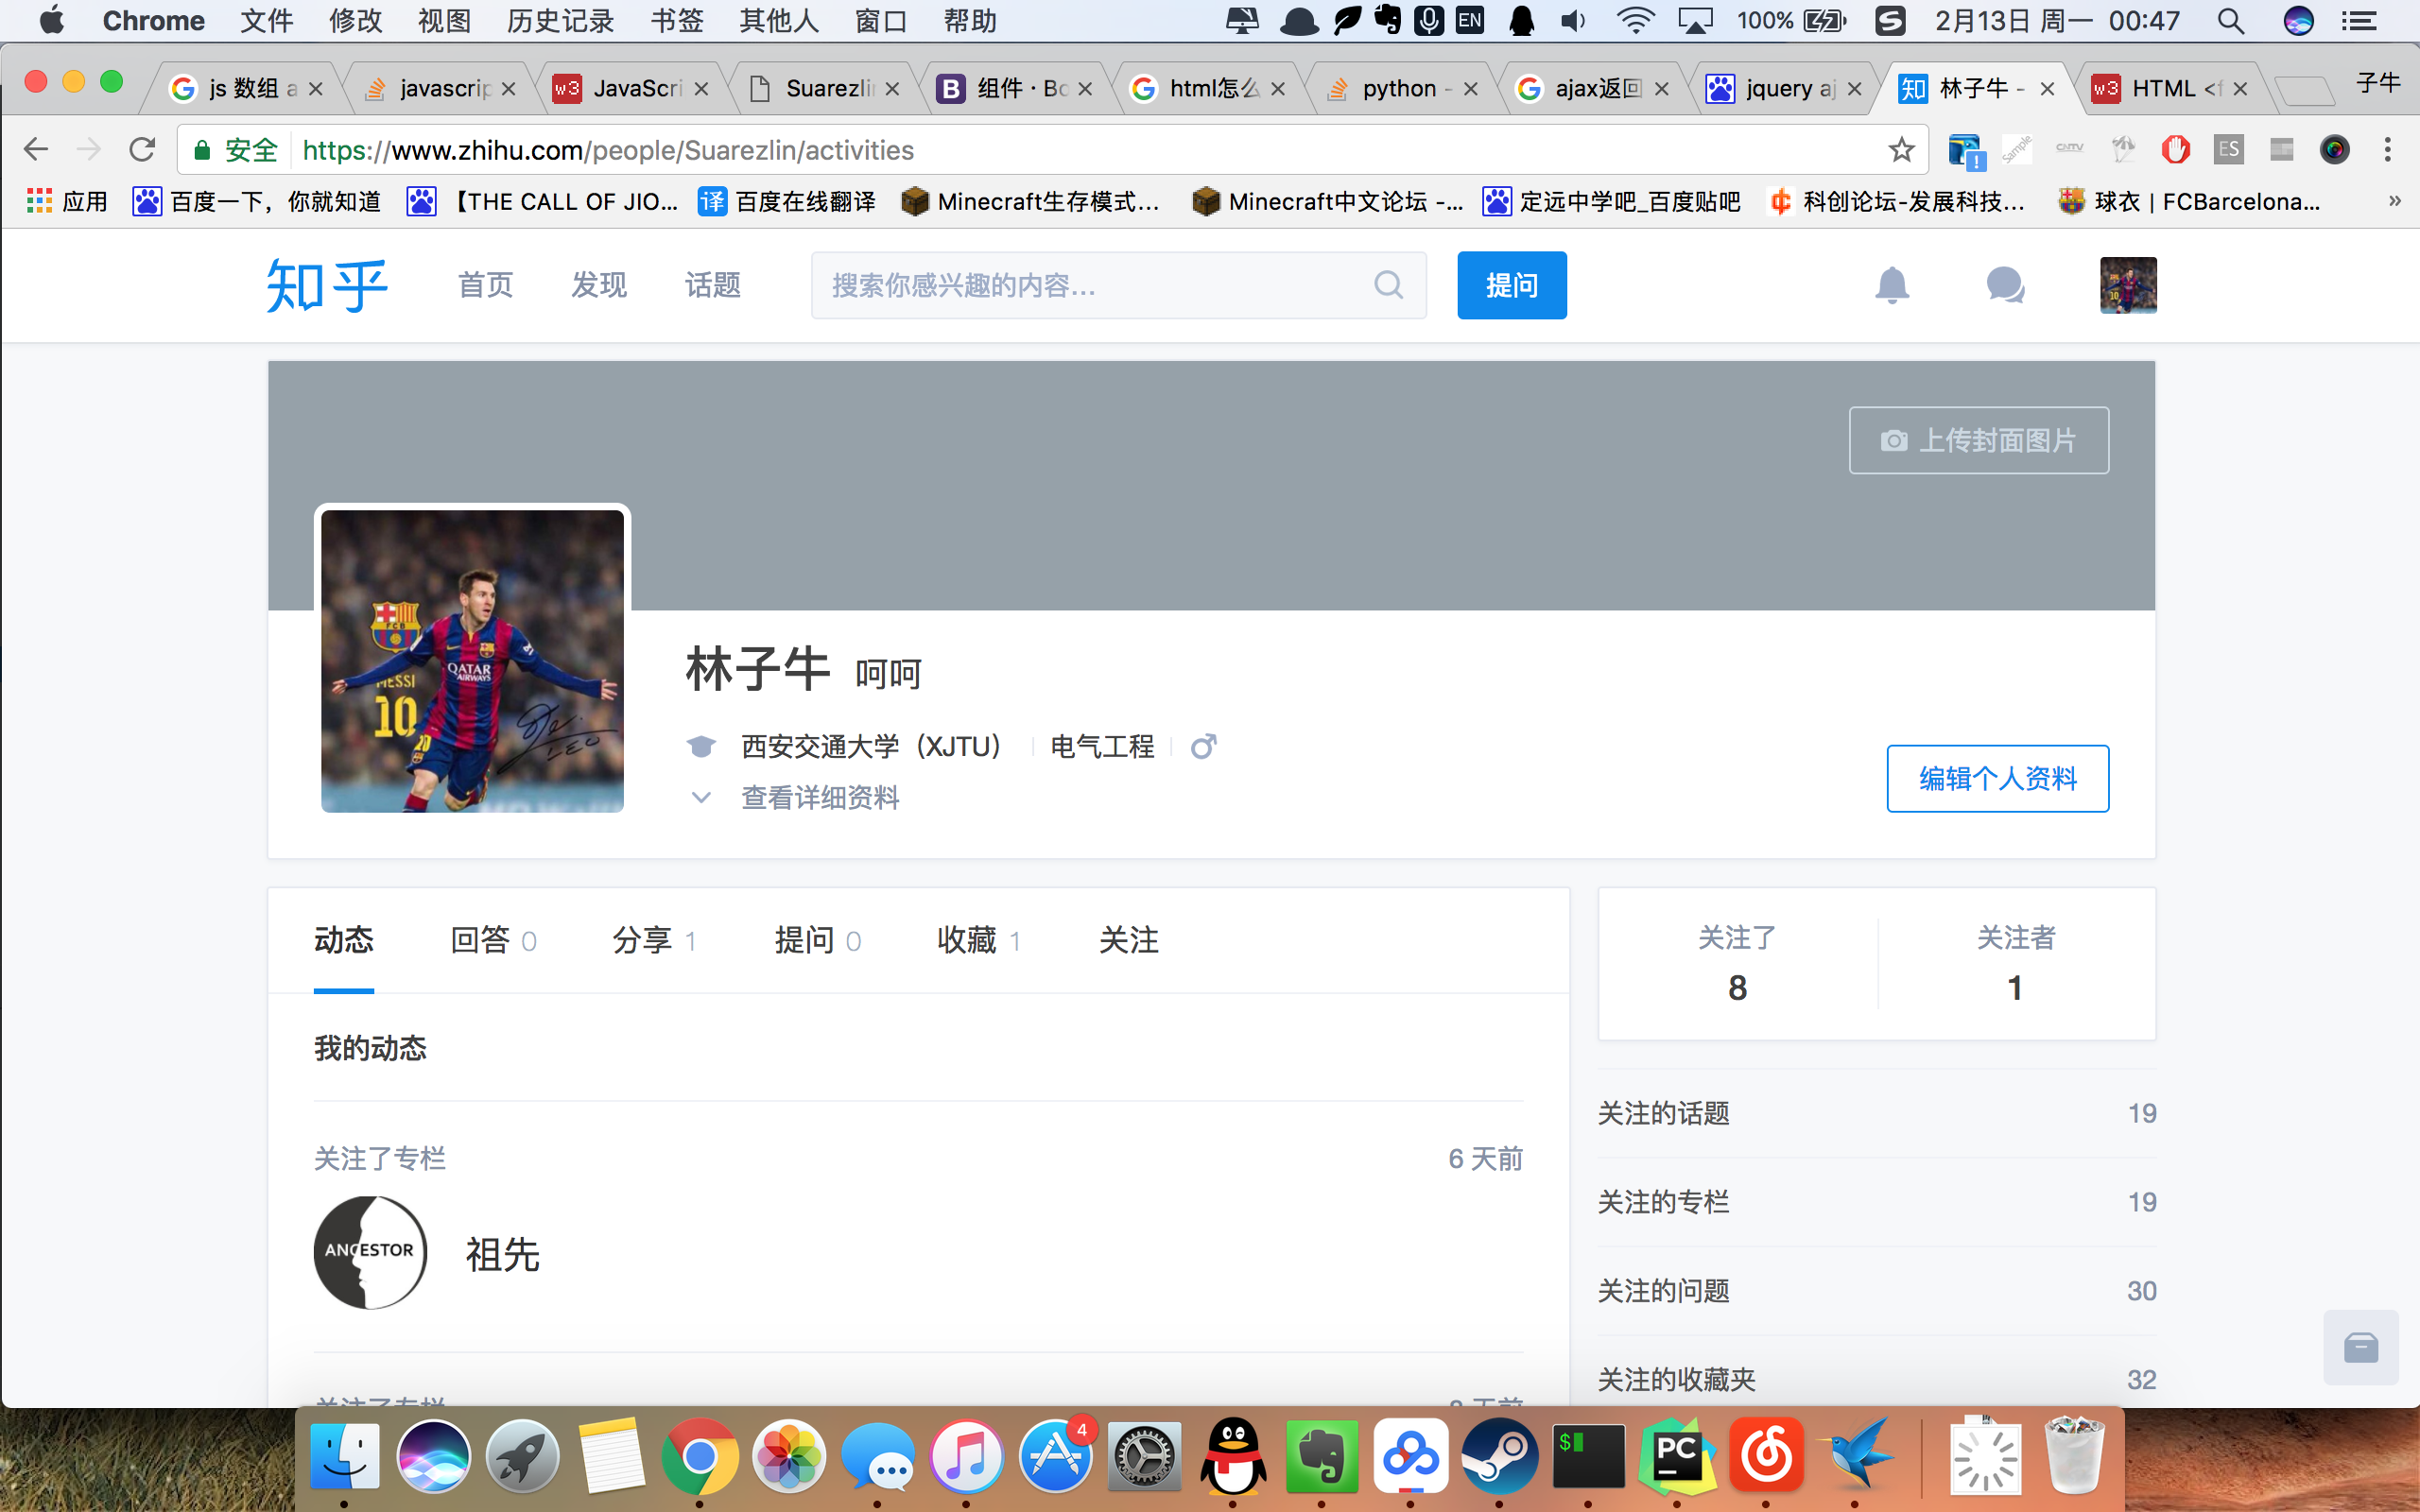 Chrome 文件 修改 视图 历史记录 书签 其他人 窗口 帮助 EN 100% 2月13日 周一 00:47
js 数组 a javascrip JavaScri Suarezlin 组件 · Bo html怎么 python - ajax返回 jquery aj 林子牛 - HTML <f 子牛
安全 https://www.zhihu.com/people/Suarezlin/activities
应用 百度一下，你就知道 【THE CALL OF JIO... 百度在线翻译 Minecraft生存模式... Minecraft中文论坛 -... 定远中学吧_百度贴吧 科创论坛-发展科技... 球衣 | FCBarcelona... »
知乎 首页 发现 话题 搜索你感兴趣的内容... 提问
上传封面图片
QATAR AIRWAYS
MESSI
10
林子牛 呵呵
西安交通大学（XJTU） 电气工程
查看详细资料
编辑个人资料
动态 回答 0 分享 1 提问 0 收藏 1 关注
关注了 关注者
8 1
我的动态
关注了专栏 6 天前
ANCESTOR 祖先
关注的话题 19
关注的专栏 19
关注的问题 30
关注的收藏夹 32
关注了专栏
4
$
PC